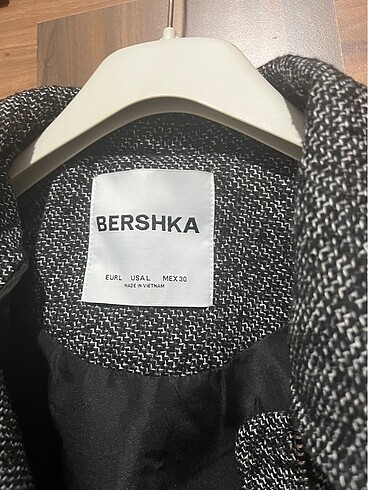 BERSHKA
EUR L USA L MEX 30
MADE IN VIETNAM